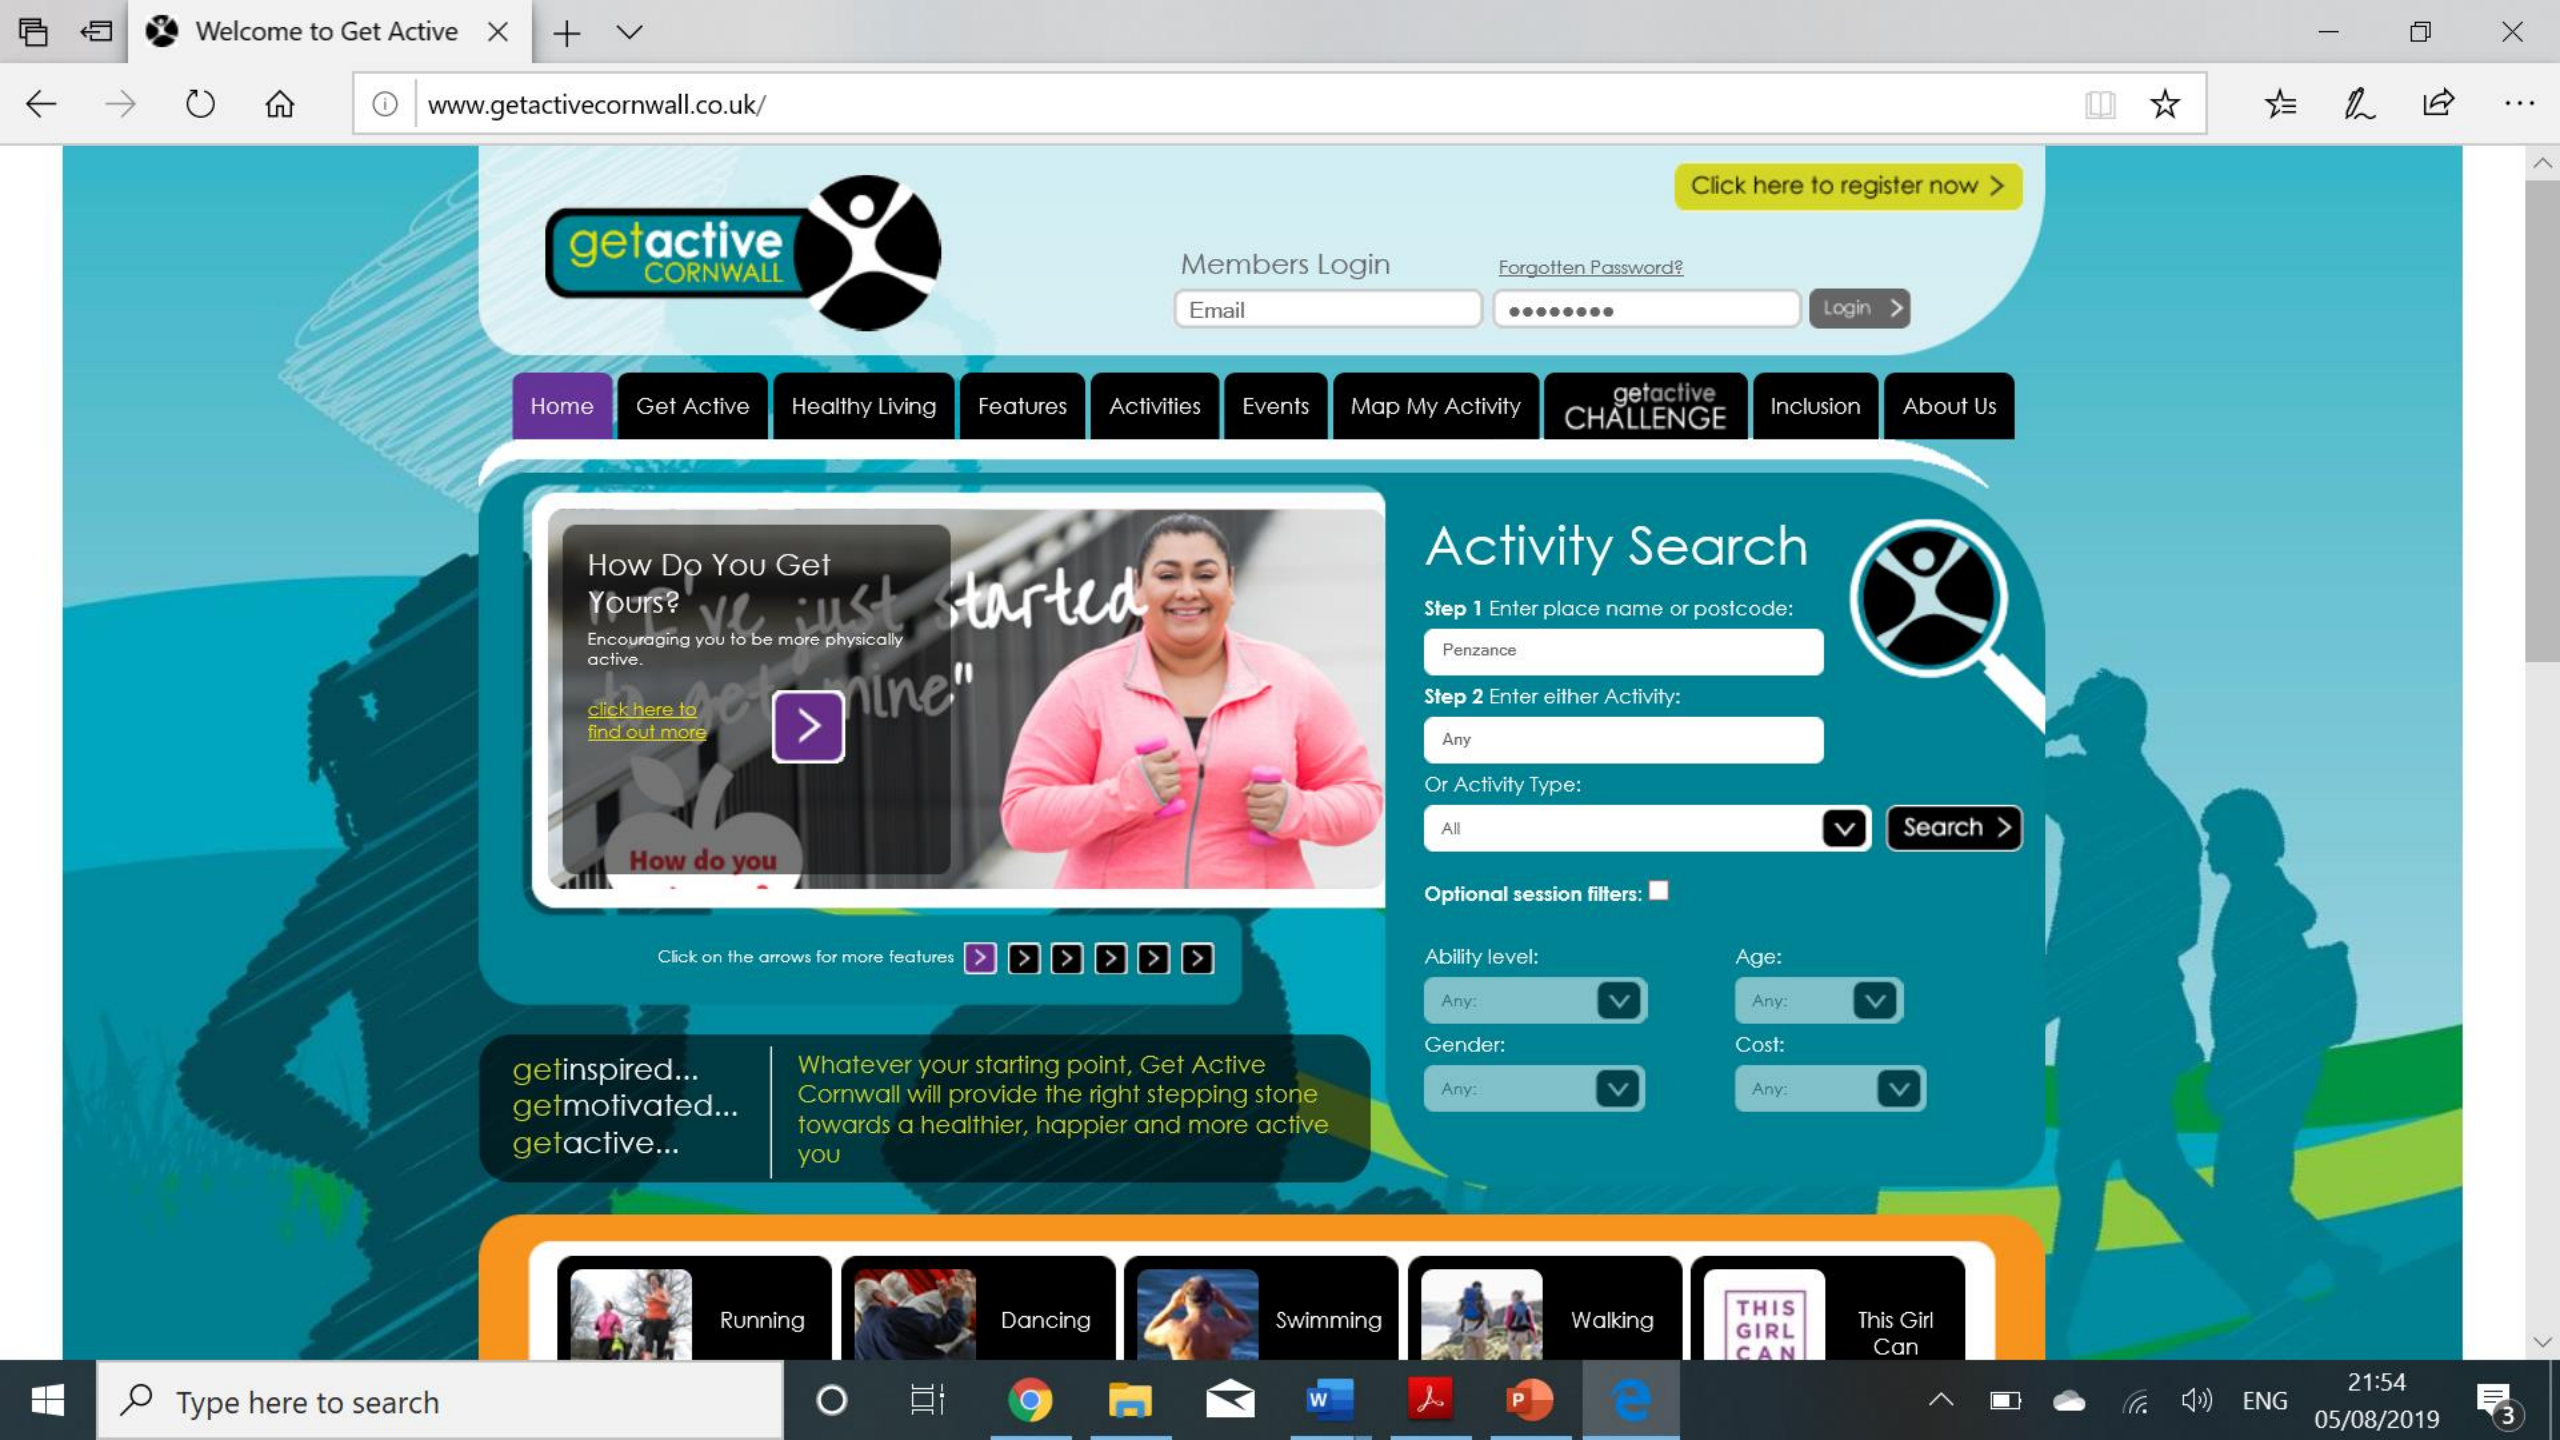 Welcome to Get Active
www.getactivecornwall.co.uk/
Click here to register now >
getactive
CORNWALL
Members Login
Forgotten Password?
Email
Login >
Home
Get Active
Healthy Living
Features
Activities
Events
Map My Activity
getactive
CHALLENGE
Inclusion
About Us
How Do You Get
Yours?
Encouraging you to be more physically
active.
click here to
find out more
"I've just started
to get mine"
How do you
Click on the arrows for more features
Activity Search
Step 1 Enter place name or postcode:
Penzance
Step 2 Enter either Activity:
Any
Or Activity Type:
All
Search >
Optional session filters:
Ability level:
Age:
Any:
Any:
Gender:
Cost:
Any:
Any:
getinspired...
getmotivated...
getactive...
Whatever your starting point, Get Active
Cornwall will provide the right stepping stone
towards a healthier, happier and more active
you
Running
Dancing
Swimming
Walking
THIS
GIRL
CAN
This Girl
Can
Type here to search
ENG
21:54
05/08/2019
3